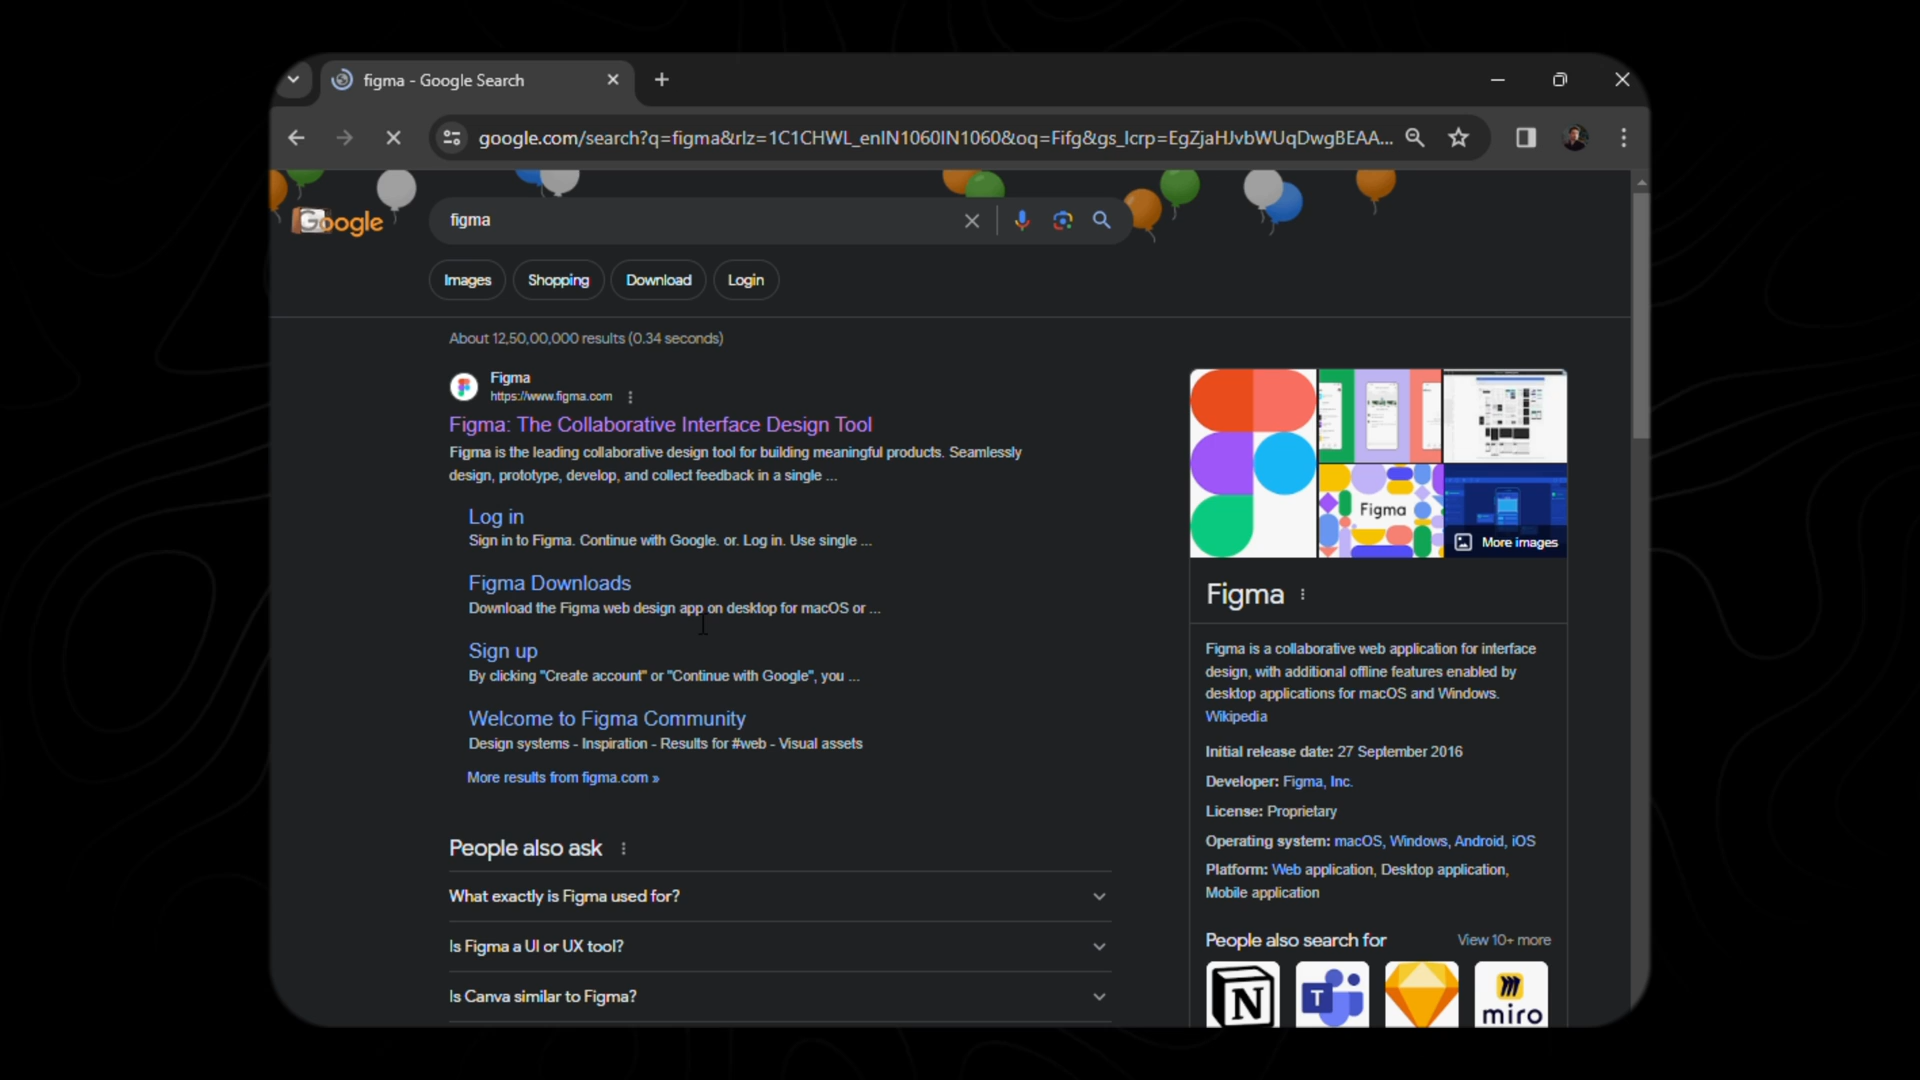 figma - Google Search
google.com/search?q=figma&rlz=1C1CHWL_enIN1060IN1060&oq=Fifg&gs_lcrp=EgZjaHJvbWUqDwgBEAA...
Google
figma
Images
Shopping
Download
Login
About 12,50,00,000 results (0.34 seconds)
Figma
https://www.figma.com
Figma: The Collaborative Interface Design Tool
Figma is the leading collaborative design tool for building meaningful products. Seamlessly
design, prototype, develop, and collect feedback in a single ...
Log in
Sign in to Figma. Continue with Google. or. Log in. Use single ...
Figma Downloads
Download the Figma web design app on desktop for macOS or ...
Sign up
By clicking "Create account" or "Continue with Google", you ...
Welcome to Figma Community
Design systems - Inspiration - Results for #web - Visual assets
More results from figma.com »
People also ask
What exactly is Figma used for?
Is Figma a UI or UX tool?
Is Canva similar to Figma?
Figma
More images
Figma
Figma is a collaborative web application for interface
design, with additional offline features enabled by
desktop applications for macOS and Windows.
Wikipedia
Initial release date: 27 September 2016
Developer: Figma, Inc.
License: Proprietary
Operating system: macOS, Windows, Android, iOS
Platform: Web application, Desktop application,
Mobile application
People also search for
View 10+ more
N
T
miro